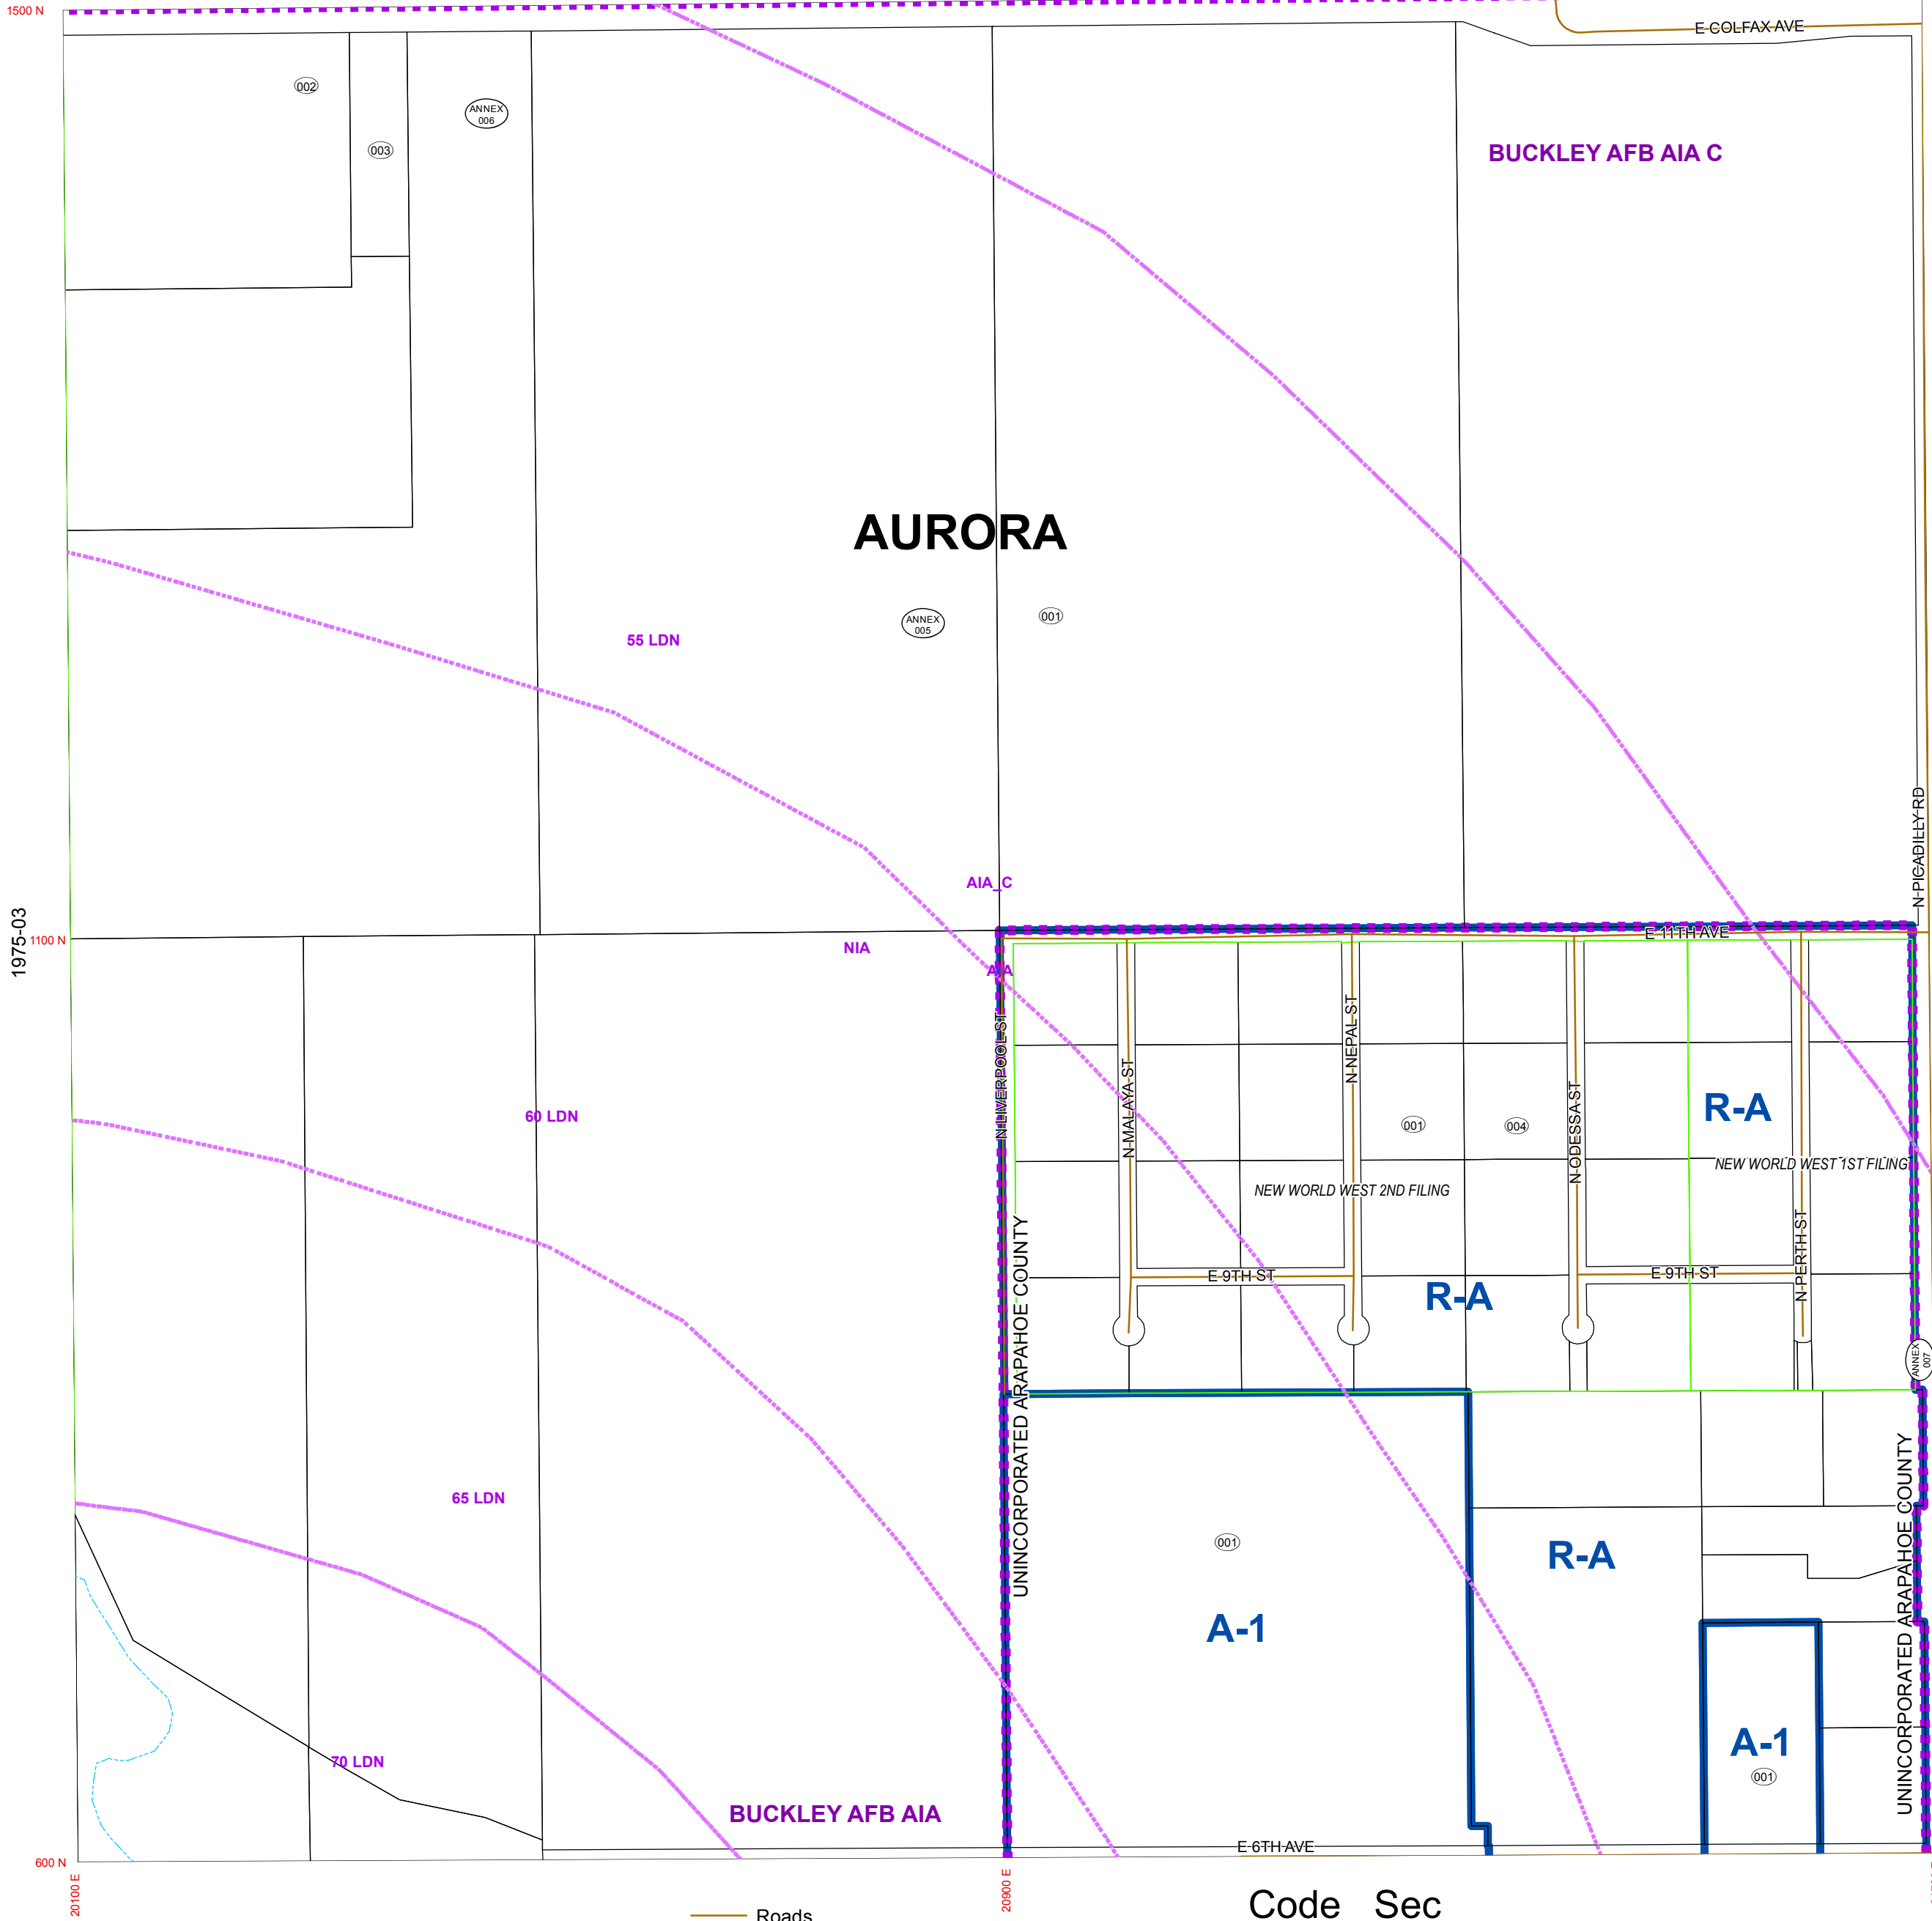 1500 N
E COLFAX AVE
002
ANNEX
006
003
BUCKLEY AFB AIA C
AURORA
ANNEX
005
001
55 LDN
N PICADILLY RD
AIA_C
1975-03
1100 N
NIA
E 11TH AVE
AIA
N LIVERPOOL ST
N MALAYA ST
N NEPAL ST
N ODESSA ST
N PERTH ST
60 LDN
R-A
001
004
NEW WORLD WEST 1ST FILING
NEW WORLD WEST 2ND FILING
E 9TH ST
E 9TH ST
R-A
ANNEX
007
UNINCORPORATED ARAPAHOE COUNTY
UNINCORPORATED ARAPAHOE COUNTY
65 LDN
001
R-A
A-1
A-1
001
70 LDN
BUCKLEY AFB AIA
E 6TH AVE
600 N
20100 E
20900 E
Code Sec
Roads